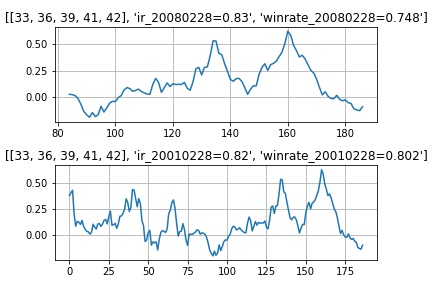 [[33, 36, 39, 41, 42], 'ir_20080228=0.83', 'winrate_20080228=0.748']
0.50
0.25
0.00
80 100 120 140 160 180
[[33, 36, 39, 41, 42], 'ir_20010228=0.82', 'winrate_20010228=0.802']
0.50
0.25
0.00
0 25 50 75 100 125 150 175